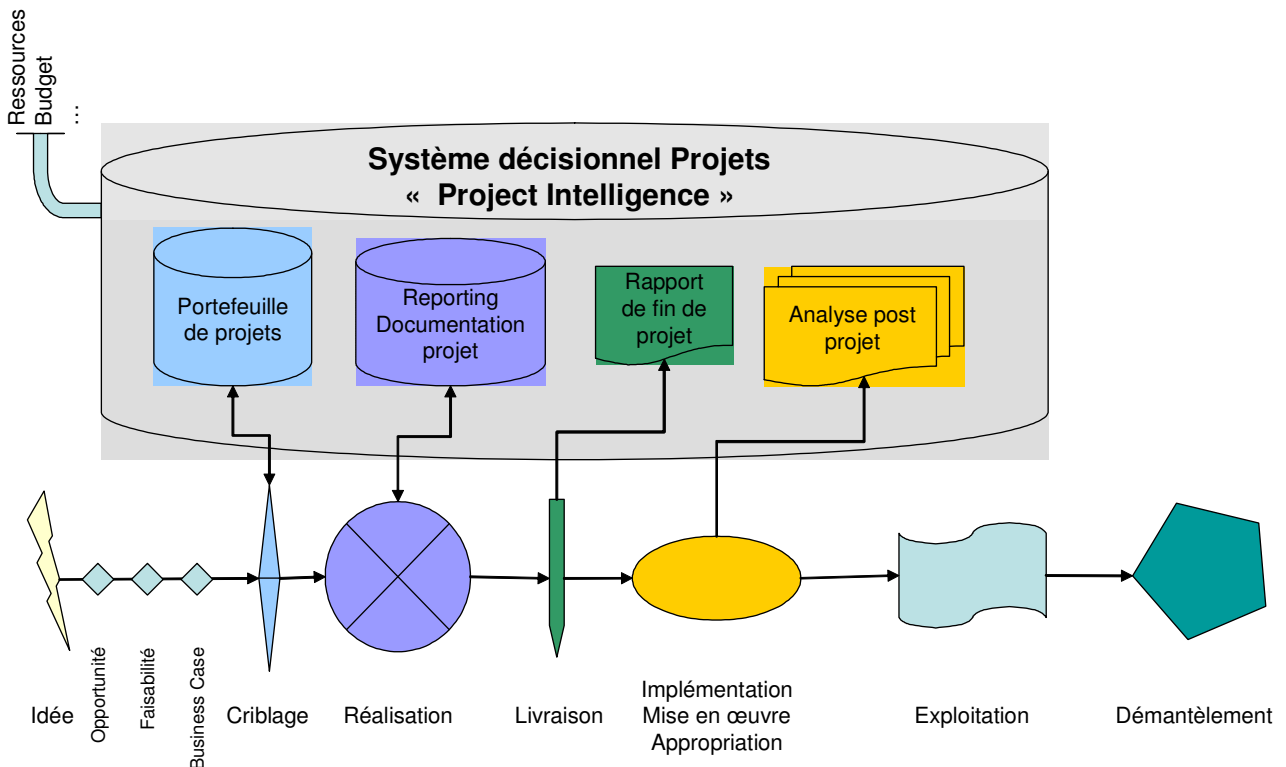 Ressources
Budget
…
Système décisionnel Projets
«  Project Intelligence »
Portefeuille
de projets
Reporting
Documentation
projet
Rapport
de fin de
projet
Analyse post
projet
Idée
Opportunité
Faisabilité
Business Case
Criblage
Réalisation
Livraison
Implémentation
Mise en œuvre
Appropriation
Exploitation
Démantèlement